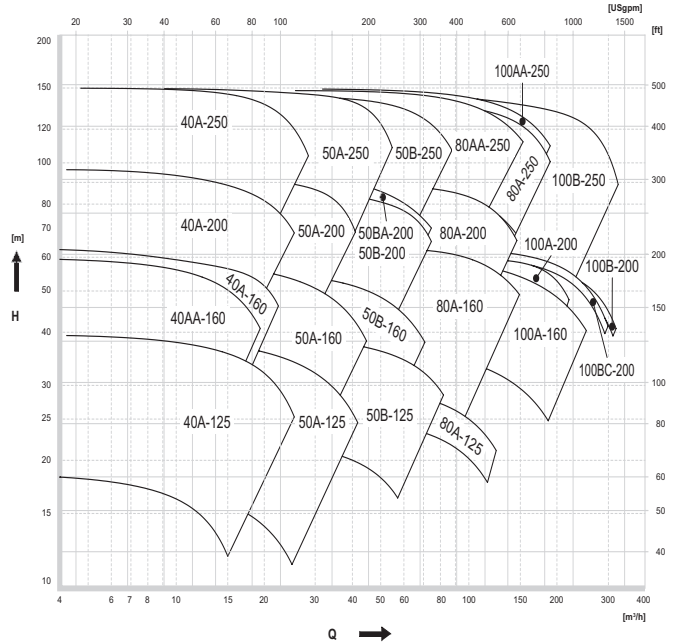 [USgpm]
20 30 40 60 80 100 200 300 400 600 800 1000 1500
[ft]
200
150
120
100
80
70
60
50
40
30
25
20
15
10
[m]
H
500
400
300
200
150
100
80
60
50
40
100AA-250
40A-250
50A-250
50B-250
80AA-250
80A-250
100B-250
40A-200
50A-200
50BA-200
50B-200
80A-200
100A-200
100B-200
40A-160
40AA-160
50A-160
50B-160
80A-160
100A-160
100BC-200
40A-125
50A-125
50B-125
80A-125
4 6 7 8 10 15 20 30 40 50 60 80 100 150 200 300 400
[m³/h]
Q